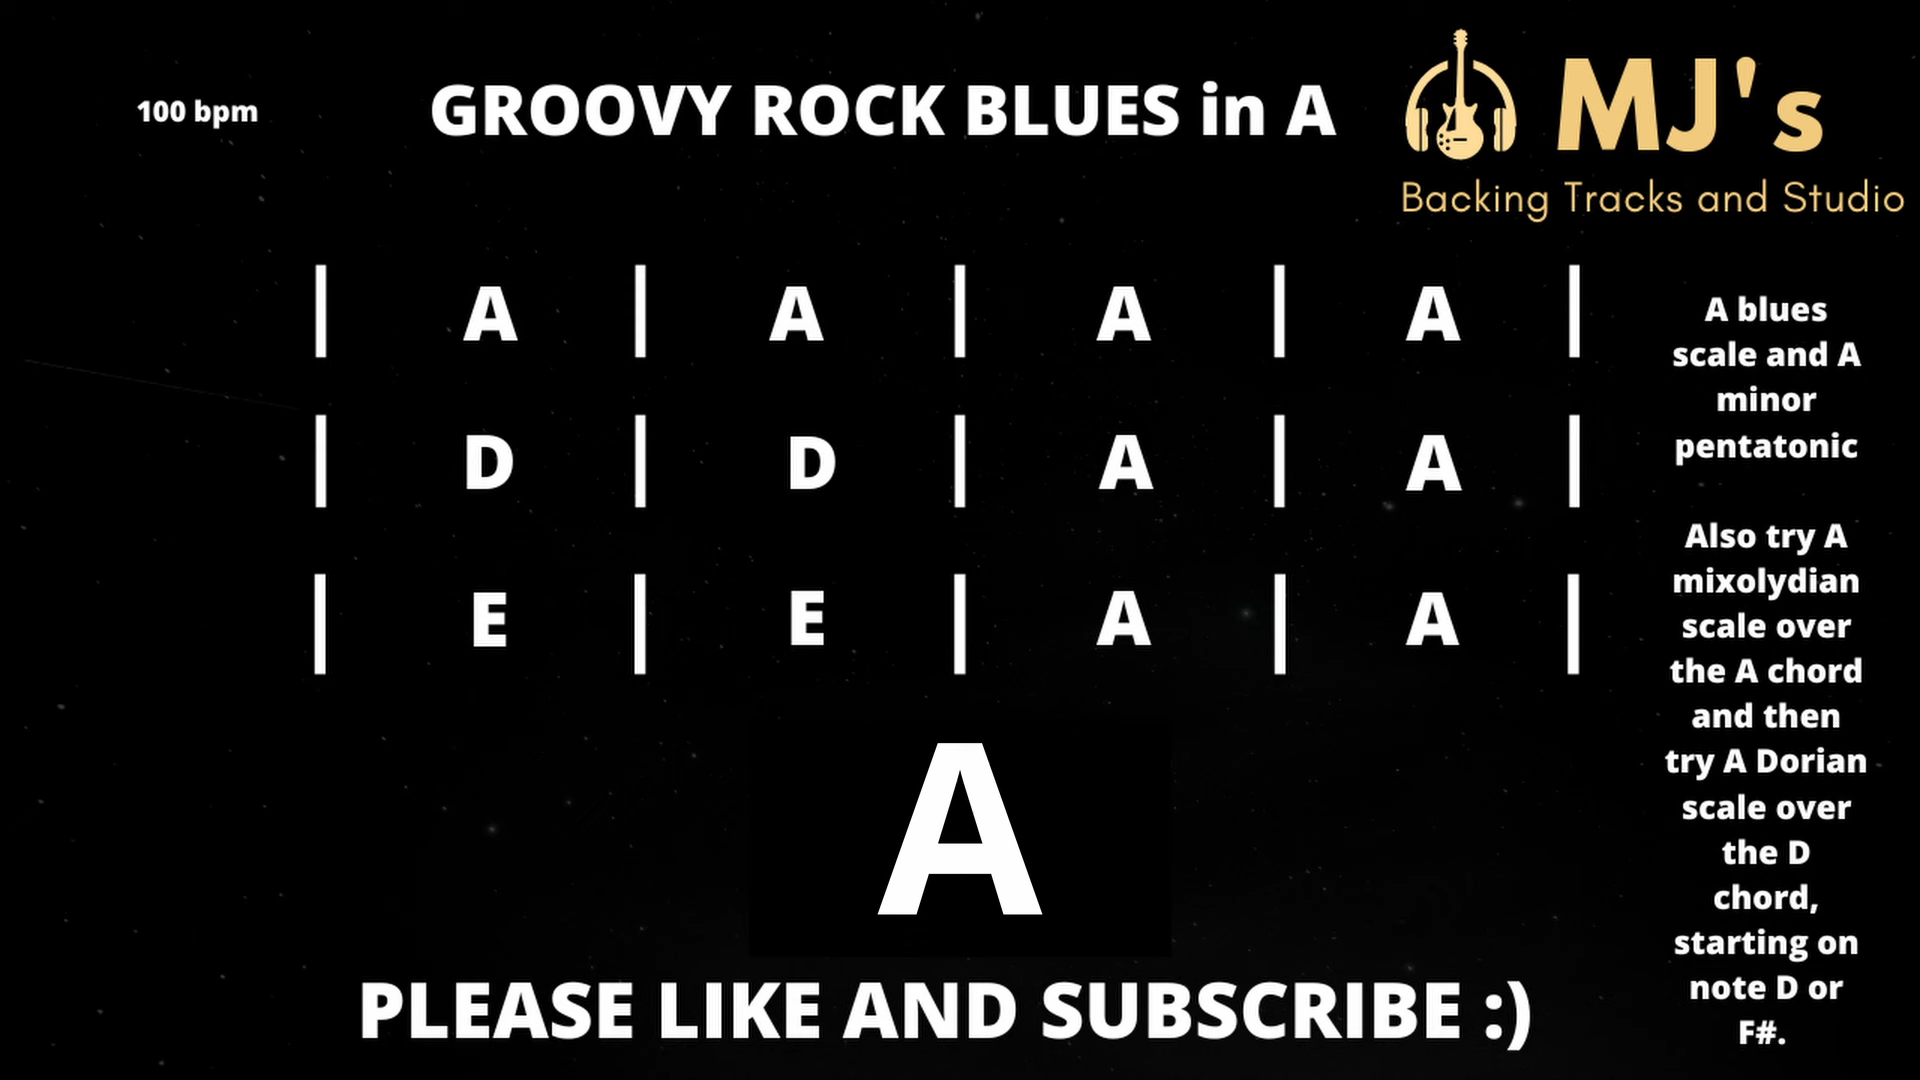 100 bpm
GROOVY ROCK BLUES in A
MJ's
Backing Tracks and Studio
| A | A | A | A |
| D | D | A | A |
| E | E | A | A |
A
PLEASE LIKE AND SUBSCRIBE :)
A blues
scale and A
minor
pentatonic
Also try A
mixolydian
scale over
the A chord
and then
try A Dorian
scale over
the D
chord,
starting on
note D or
F#.